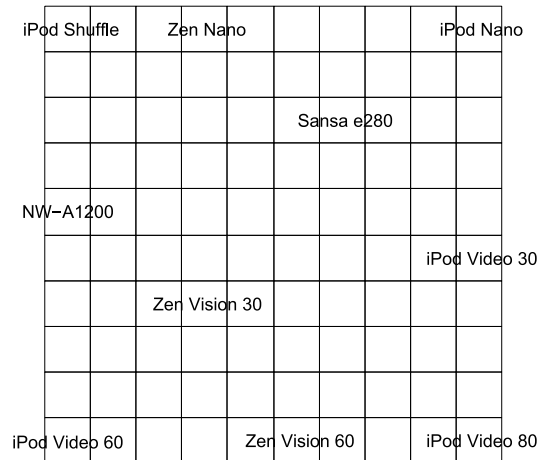 iPod Shuffle Zen Nano iPod Nano
Sansa e280
NW−A1200
iPod Video 30
Zen Vision 30
iPod Video 60 Zen Vision 60 iPod Video 80